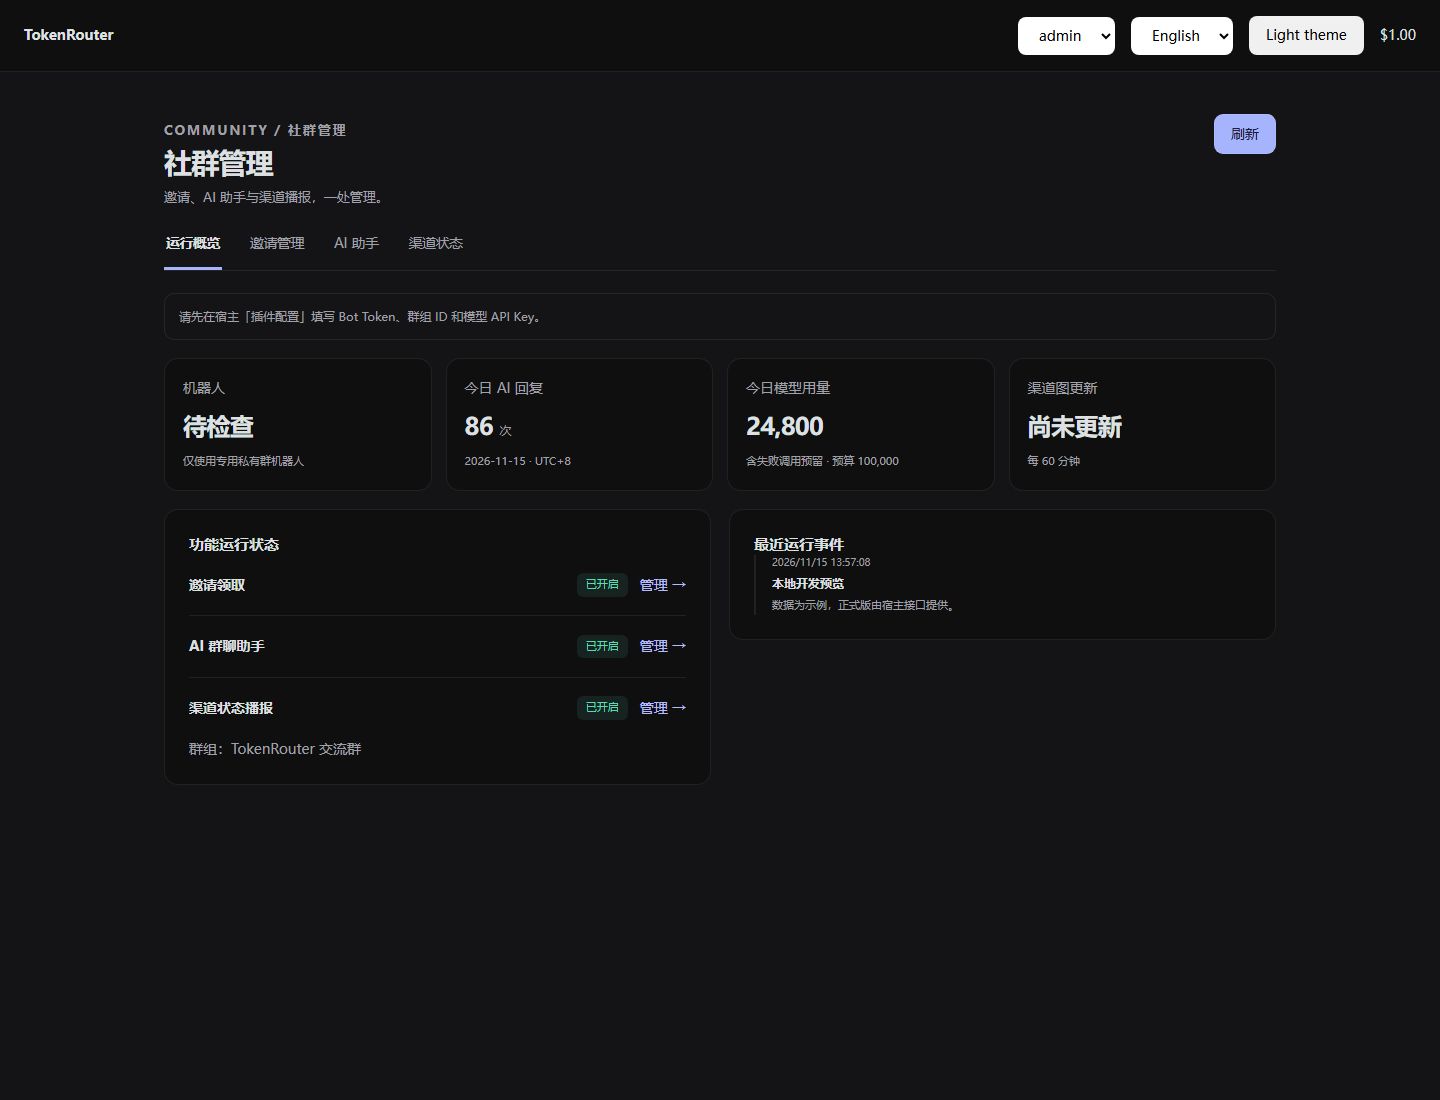 TokenRouter
admin
English
Light theme
$1.00
COMMUNITY / 社群管理
社群管理
邀请、AI 助手与渠道播报，一处管理。
刷新
运行概览
邀请管理
AI 助手
渠道状态
请先在宿主「插件配置」填写 Bot Token、群组 ID 和模型 API Key。
机器人
待检查
仅使用专用私有群机器人
今日 AI 回复
86 次
2026-11-15 · UTC+8
今日模型用量
24,800
含失败调用预留 · 预算 100,000
渠道图更新
尚未更新
每 60 分钟
功能运行状态
邀请领取
已开启
管理 →
AI 群聊助手
已开启
管理 →
渠道状态播报
已开启
管理 →
群组：TokenRouter 交流群
最近运行事件
2026/11/15 13:57:08
本地开发预览
数据为示例，正式版由宿主接口提供。